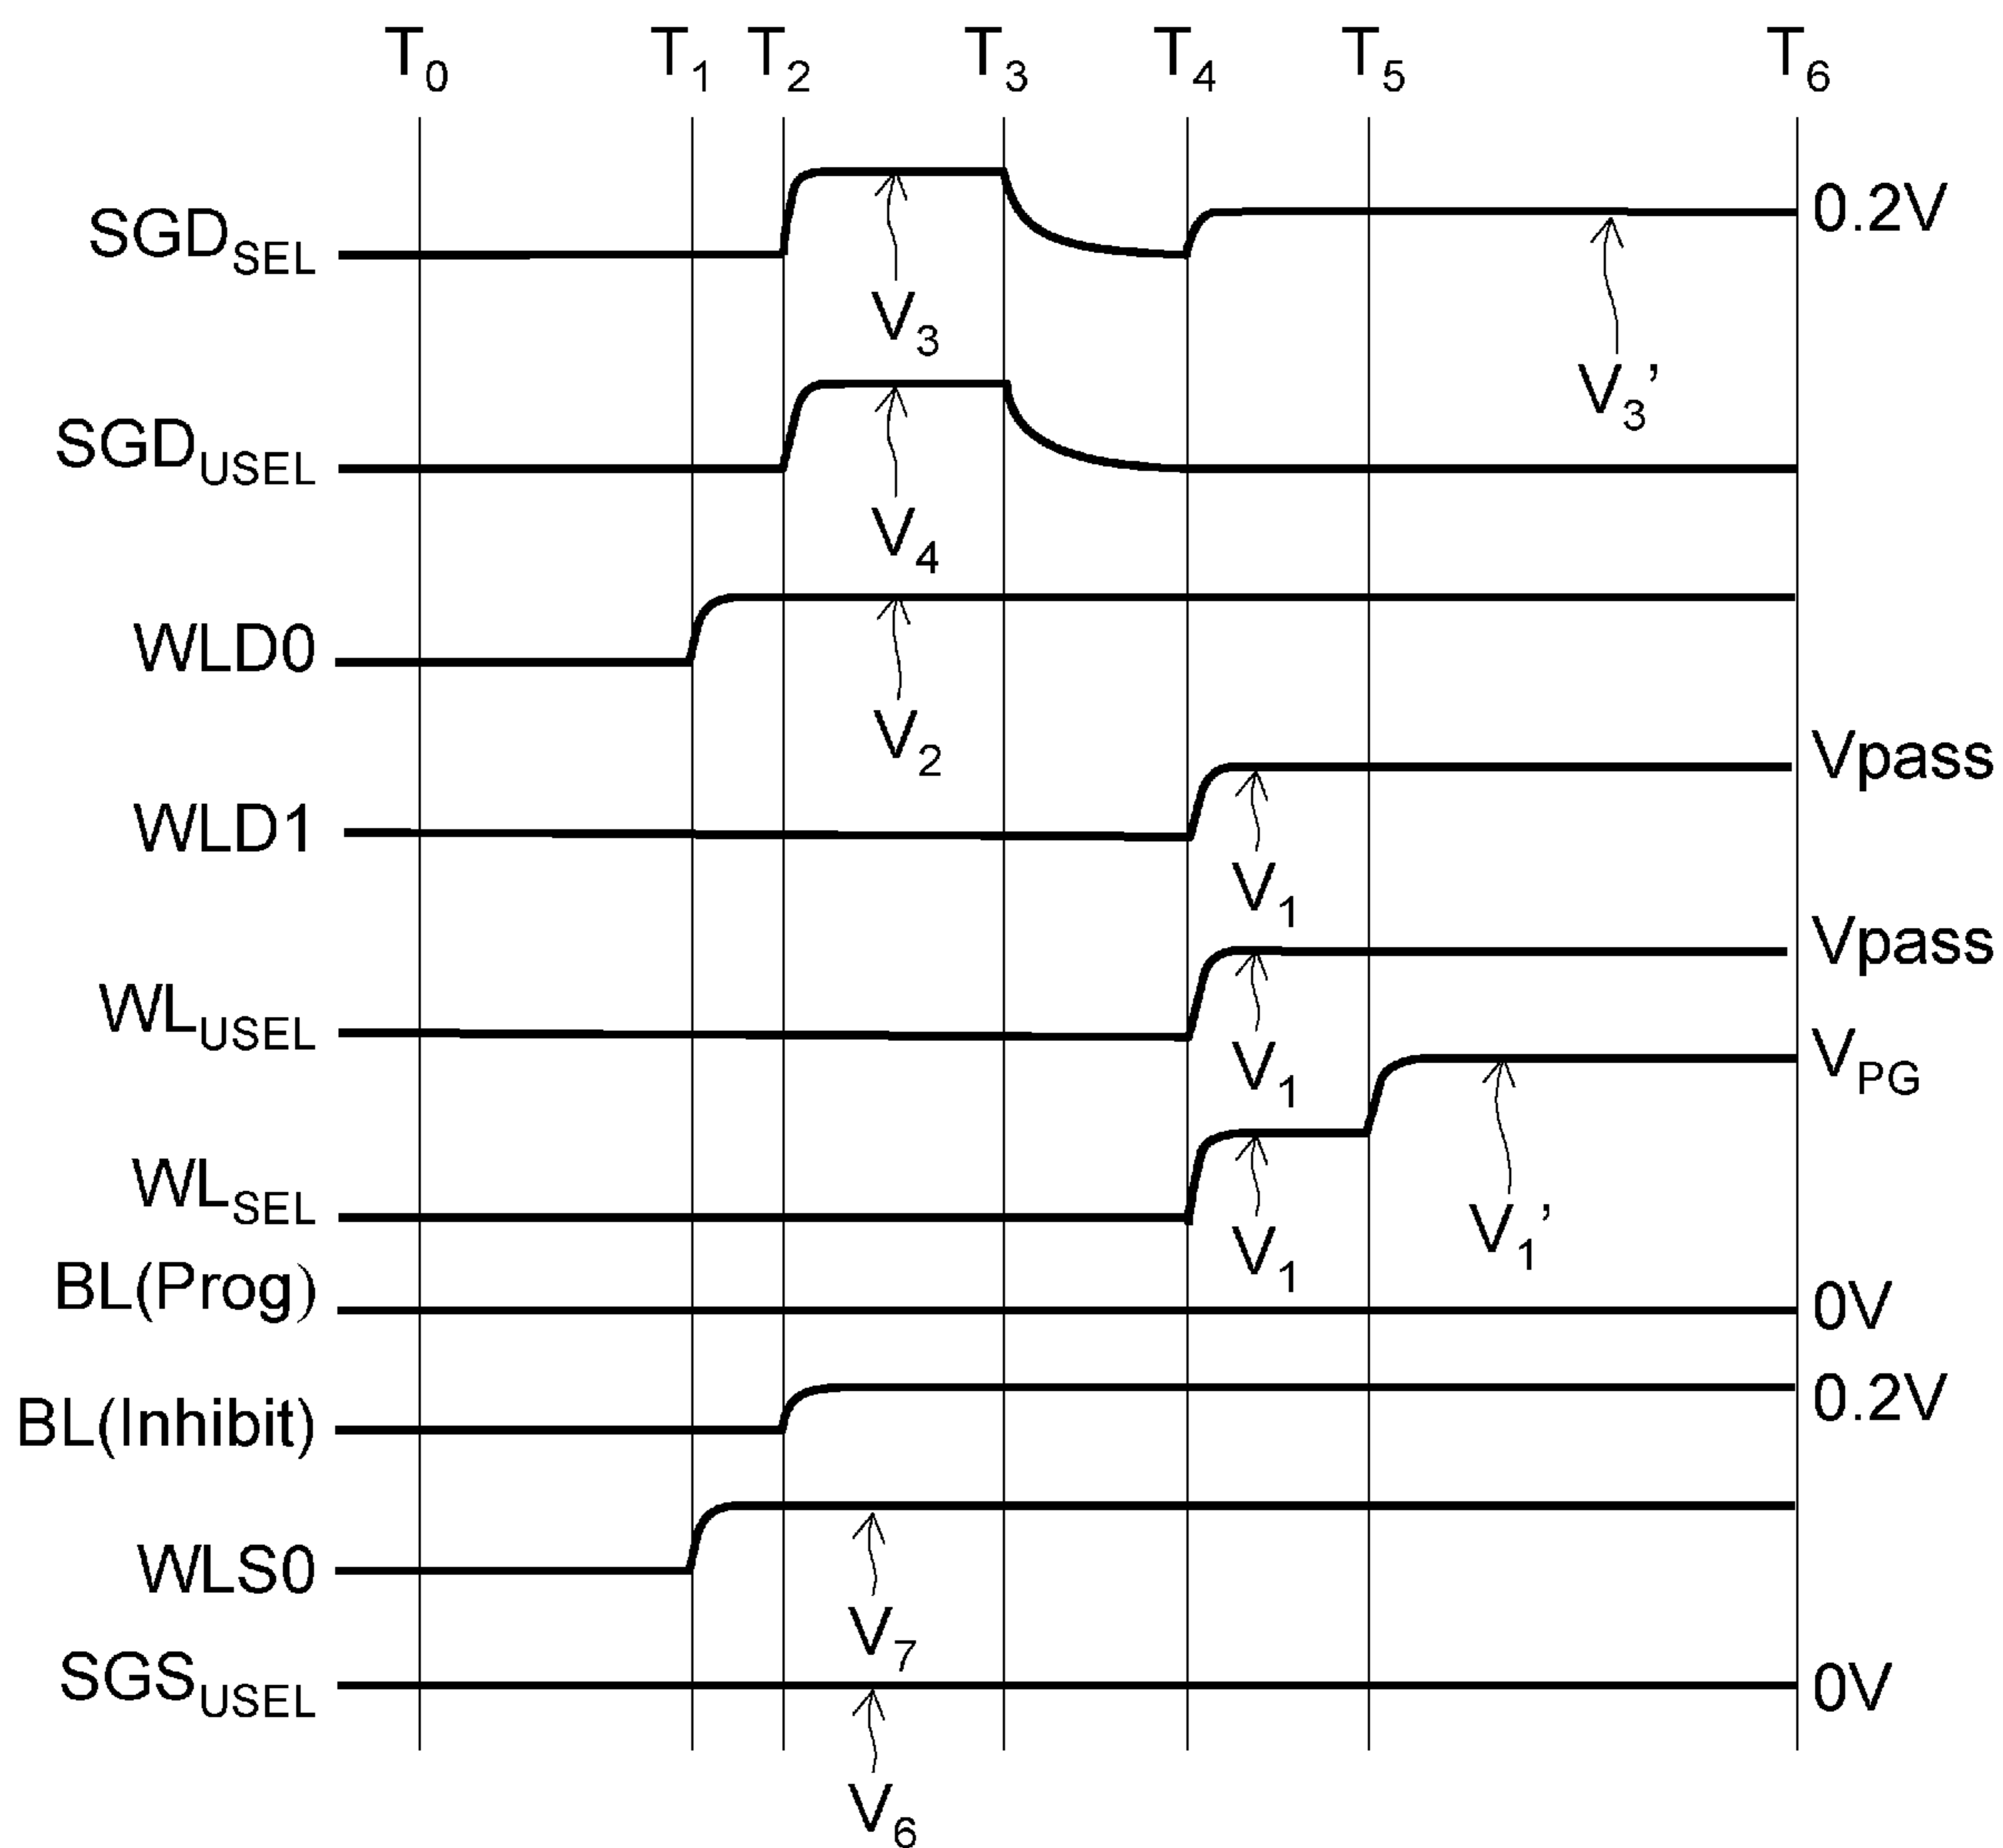 T0 T1 T2 T3 T4 T5 T6
SGDSEL 0.2V
V3
V3’
SGDUSEL
V4
WLD0
V2
Vpass
WLD1
V1
Vpass
WLUSEL
V1
VPG
WLSEL
V1
V1’
BL(Prog) 0V
BL(Inhibit) 0.2V
WLS0
V7
SGSUSEL 0V
V6